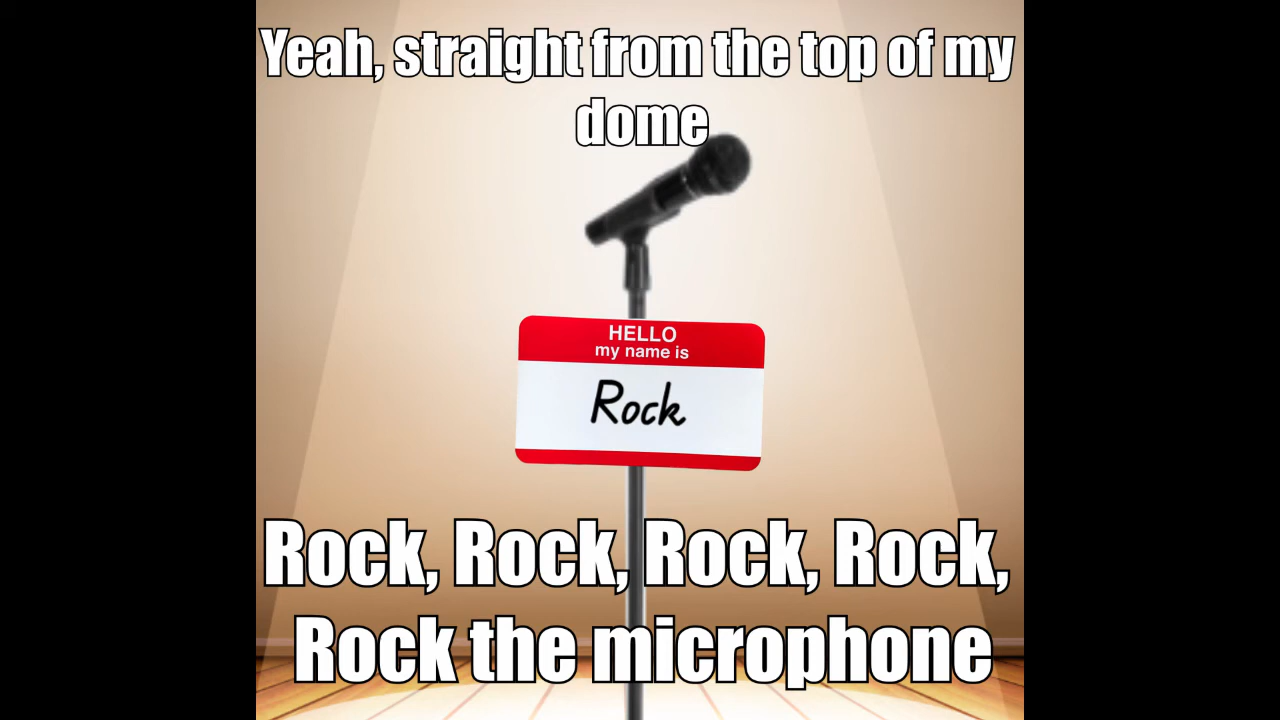 Yeah, straight from the top of my
dome
HELLO
my name is
Rock
Rock, Rock, Rock, Rock,
Rock the microphone